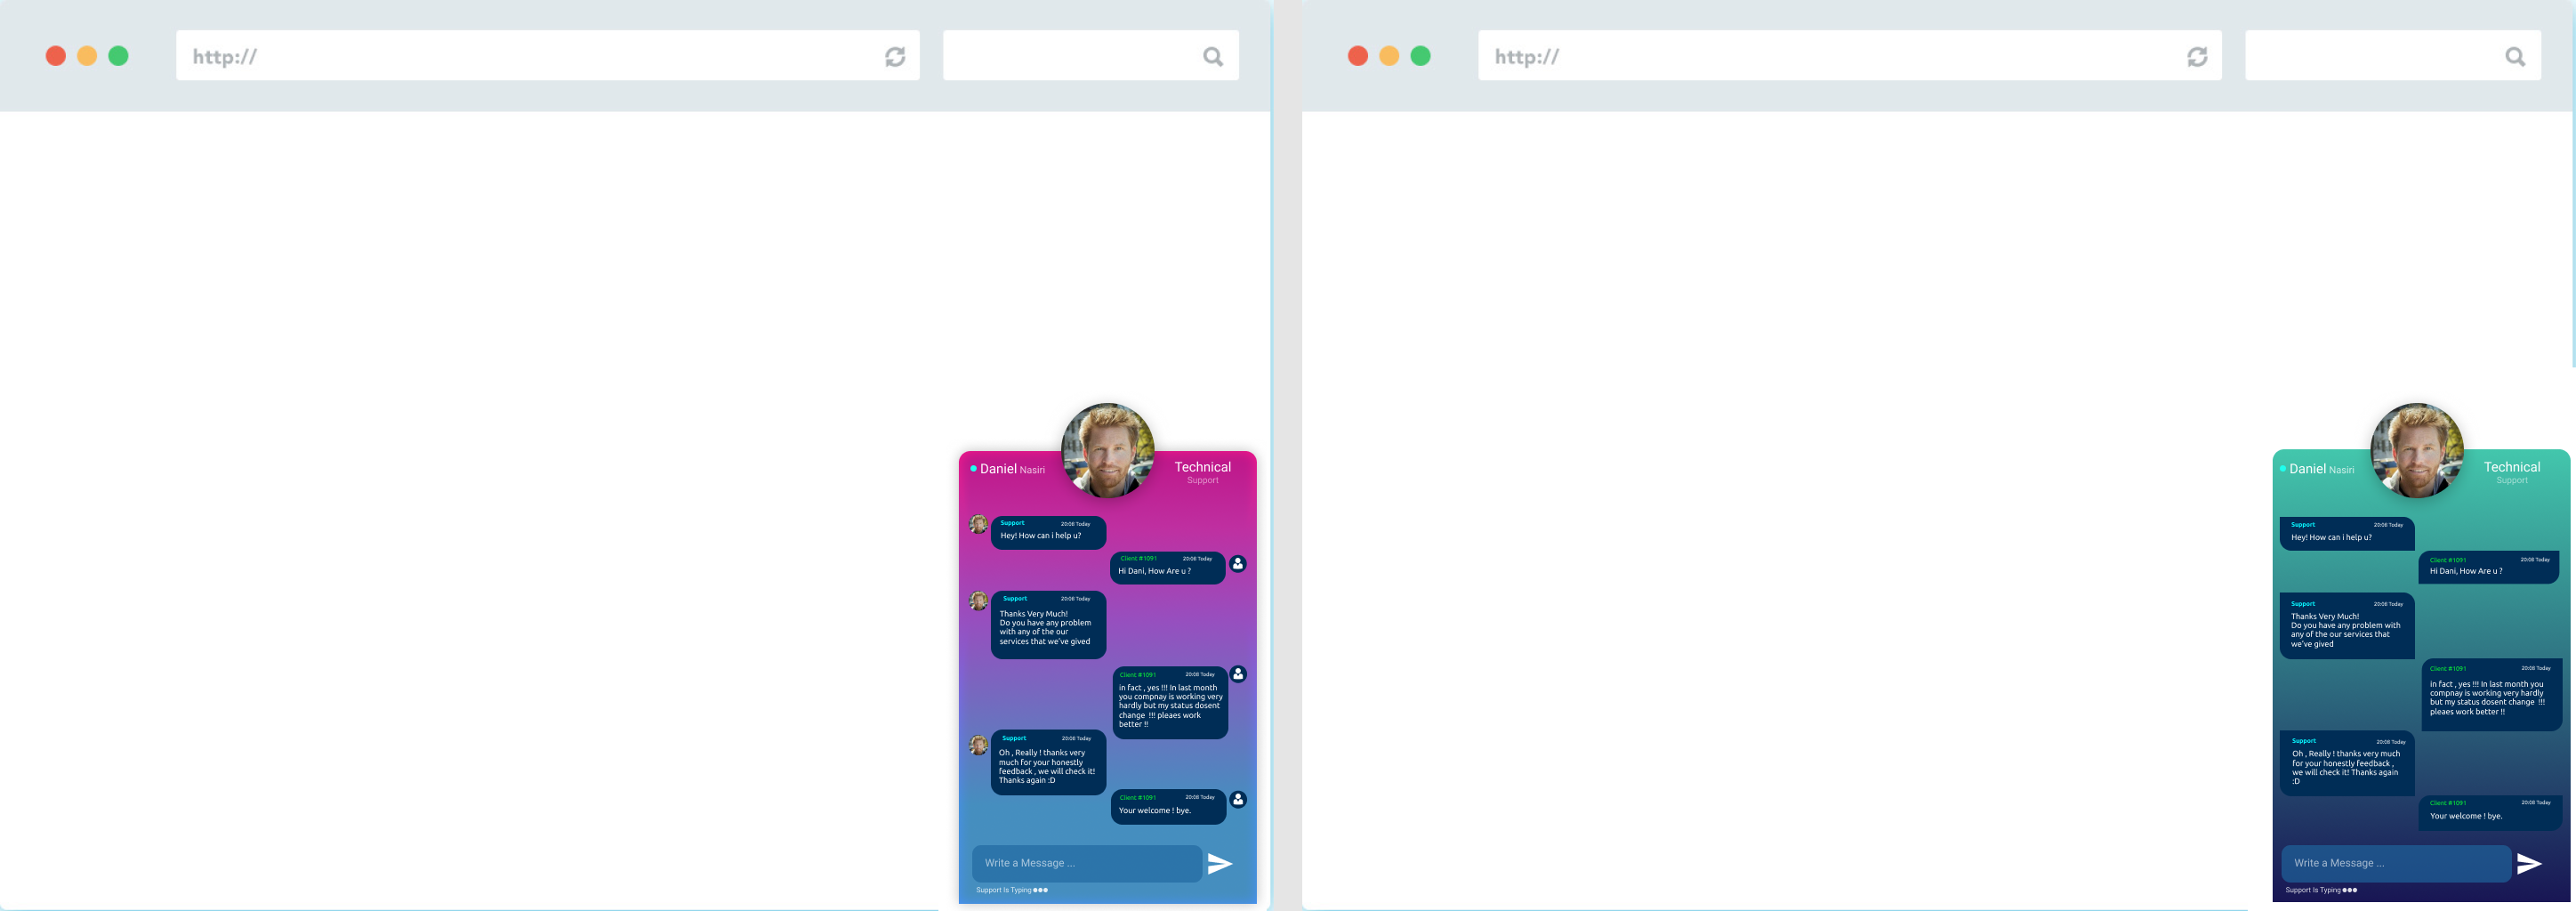 http://
Daniel Nasiri
Technical
Support
Support 20:08 Today
Hey! How can i help u?
Client #1091 20:08 Today
Hi Dani, How Are u ?
Support 20:08 Today
Thanks Very Much!
Do you have any problem
with any of the our
services that we've gived
Client #1091 20:08 Today
in fact , yes !!! In last month
you compnay is working very
hardly but my status dosent
change !!! pleaes work
better !!
Support 20:08 Today
Oh , Really ! thanks very
much for your honestly
feedback , we will check it!
Thanks again :D
Client #1091 20:08 Today
Your welcome ! bye.
Write a Message ...
Support Is Typing
http://
Daniel Nasiri
Technical
Support
Support 20:08 Today
Hey! How can i help u?
Client #1091 20:08 Today
Hi Dani, How Are u ?
Support 20:08 Today
Thanks Very Much!
Do you have any problem with
any of the our services that
we've gived
Client #1091 20:08 Today
in fact , yes !!! In last month you
compnay is working very hardly
but my status dosent change !!!
pleaes work better !!
Support 20:08 Today
Oh , Really ! thanks very much
for your honestly feedback ,
we will check it! Thanks again
:D
Client #1091 20:08 Today
Your welcome ! bye.
Write a Message ...
Support Is Typing